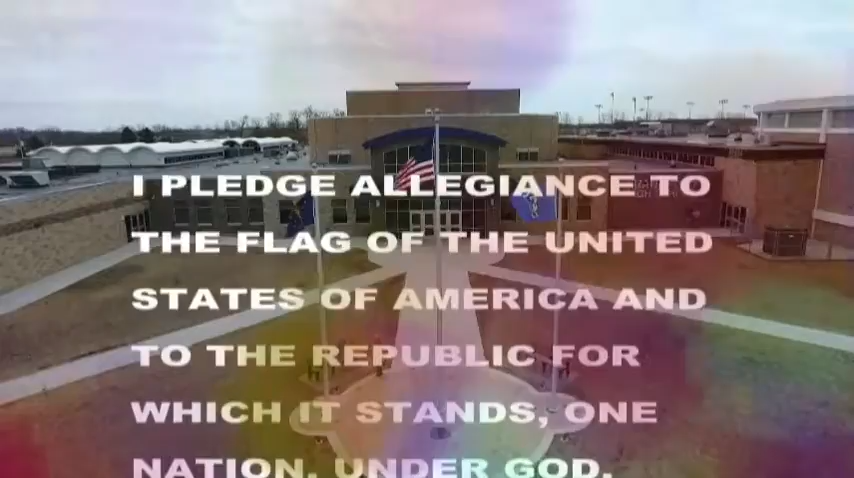 I PLEDGE ALLEGIANCE TO
THE FLAG OF THE UNITED
STATES OF AMERICA AND
TO THE REPUBLIC FOR
WHICH IT STANDS, ONE
NATION, UNDER GOD,